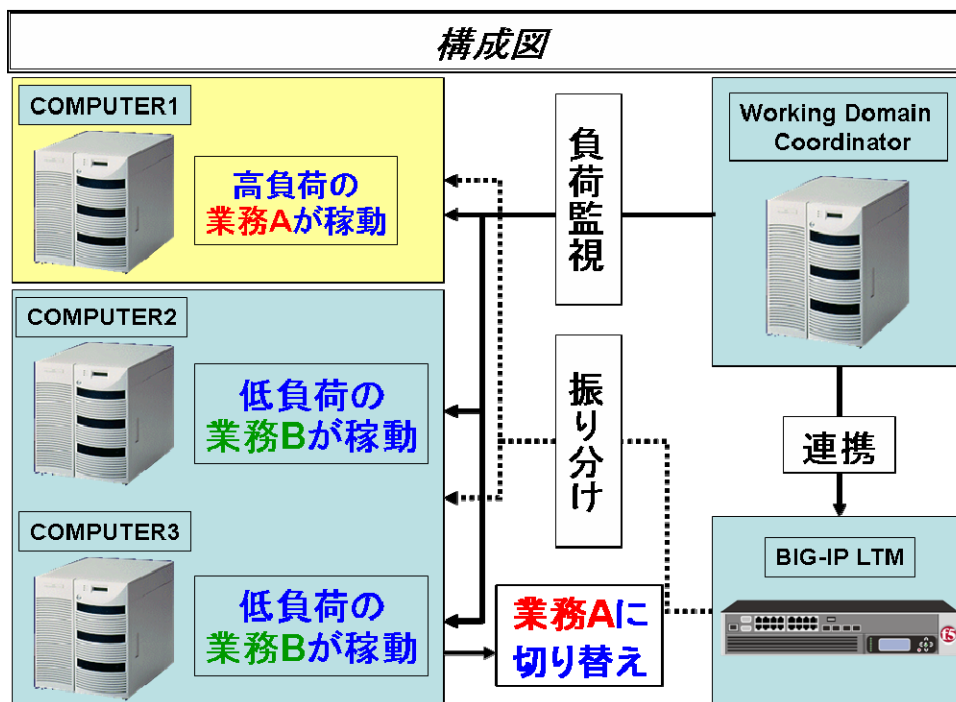 構成図
COMPUTER1
高負荷の
業務Aが稼動
COMPUTER2
低負荷の
業務Bが稼動
COMPUTER3
低負荷の
業務Bが稼動
負荷監視
振り分け
業務Aに
切り替え
Working Domain
Coordinator
連携
BIG-IP LTM
f5